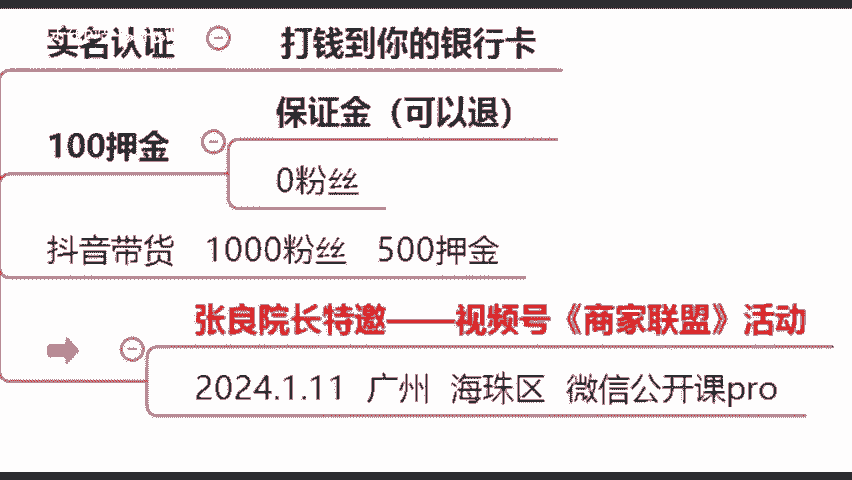 实名认证 打钱到你的银行卡
保证金（可以退）
100押金
0粉丝
抖音带货 1000粉丝 500押金
张良院长特邀——视频号《商家联盟》活动
2024.1.11 广州 海珠区 微信公开课pro